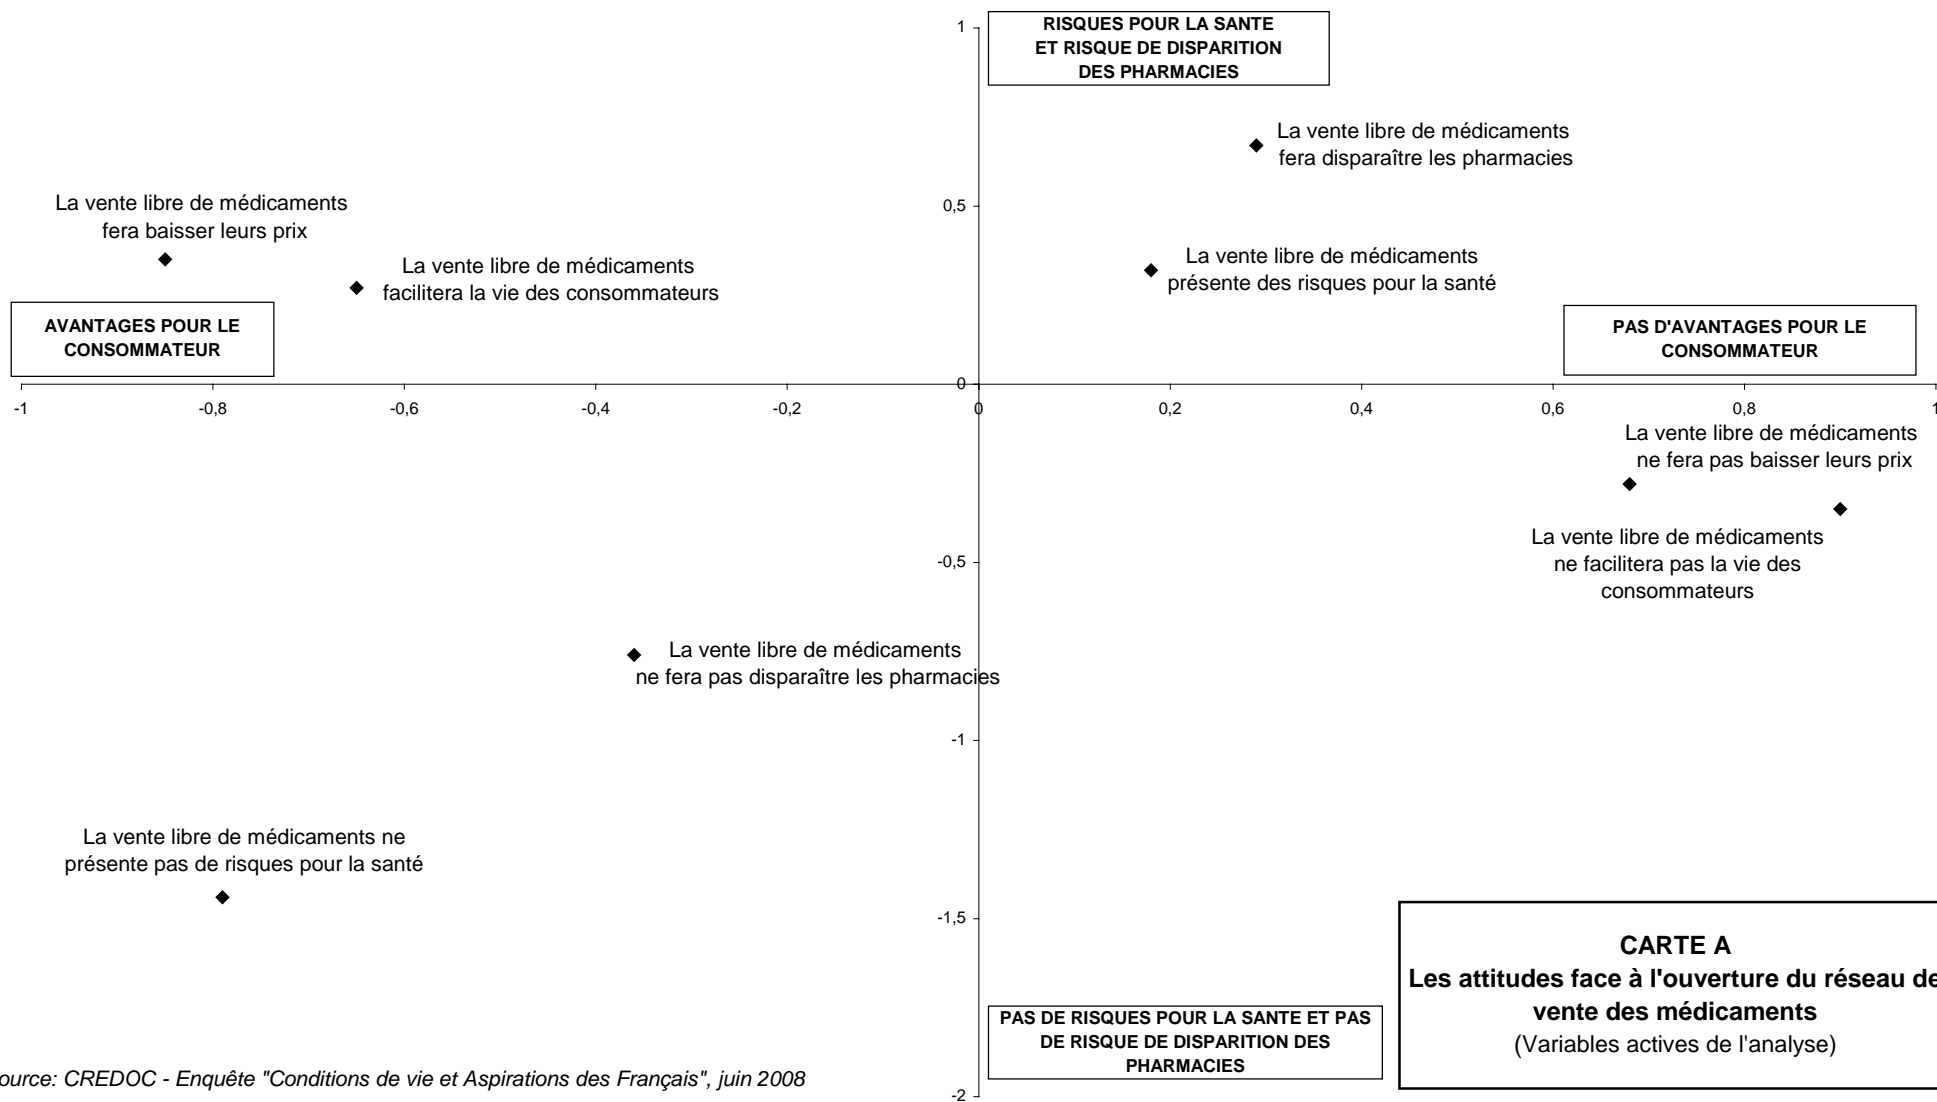 RISQUES POUR LA SANTE
ET RISQUE DE DISPARITION
DES PHARMACIES
1
La vente libre de médicaments
fera disparaître les pharmacies
La vente libre de médicaments
fera baisser leurs prix
0,5
La vente libre de médicaments
facilitera la vie des consommateurs
La vente libre de médicaments
présente des risques pour la santé
AVANTAGES POUR LE
CONSOMMATEUR
PAS D'AVANTAGES POUR LE
CONSOMMATEUR
0
-1 -0,8 -0,6 -0,4 -0,2 0 0,2 0,4 0,6 0,8 1
La vente libre de médicaments
ne fera pas baisser leurs prix
La vente libre de médicaments
ne facilitera pas la vie des
consommateurs
-0,5
La vente libre de médicaments
ne fera pas disparaître les pharmacies
-1
La vente libre de médicaments ne
présente pas de risques pour la santé
-1,5
CARTE A
Les attitudes face à l'ouverture du réseau de
vente des médicaments
(Variables actives de l'analyse)
PAS DE RISQUES POUR LA SANTE ET PAS
DE RISQUE DE DISPARITION DES
PHARMACIES
ource: CREDOC - Enquête "Conditions de vie et Aspirations des Français", juin 2008
-2